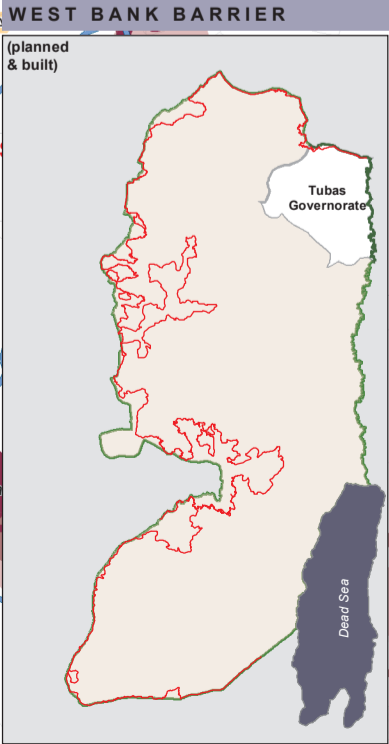 WEST BANK BARRIER
(planned
& built)
Tubas
Governorate
Dead Sea